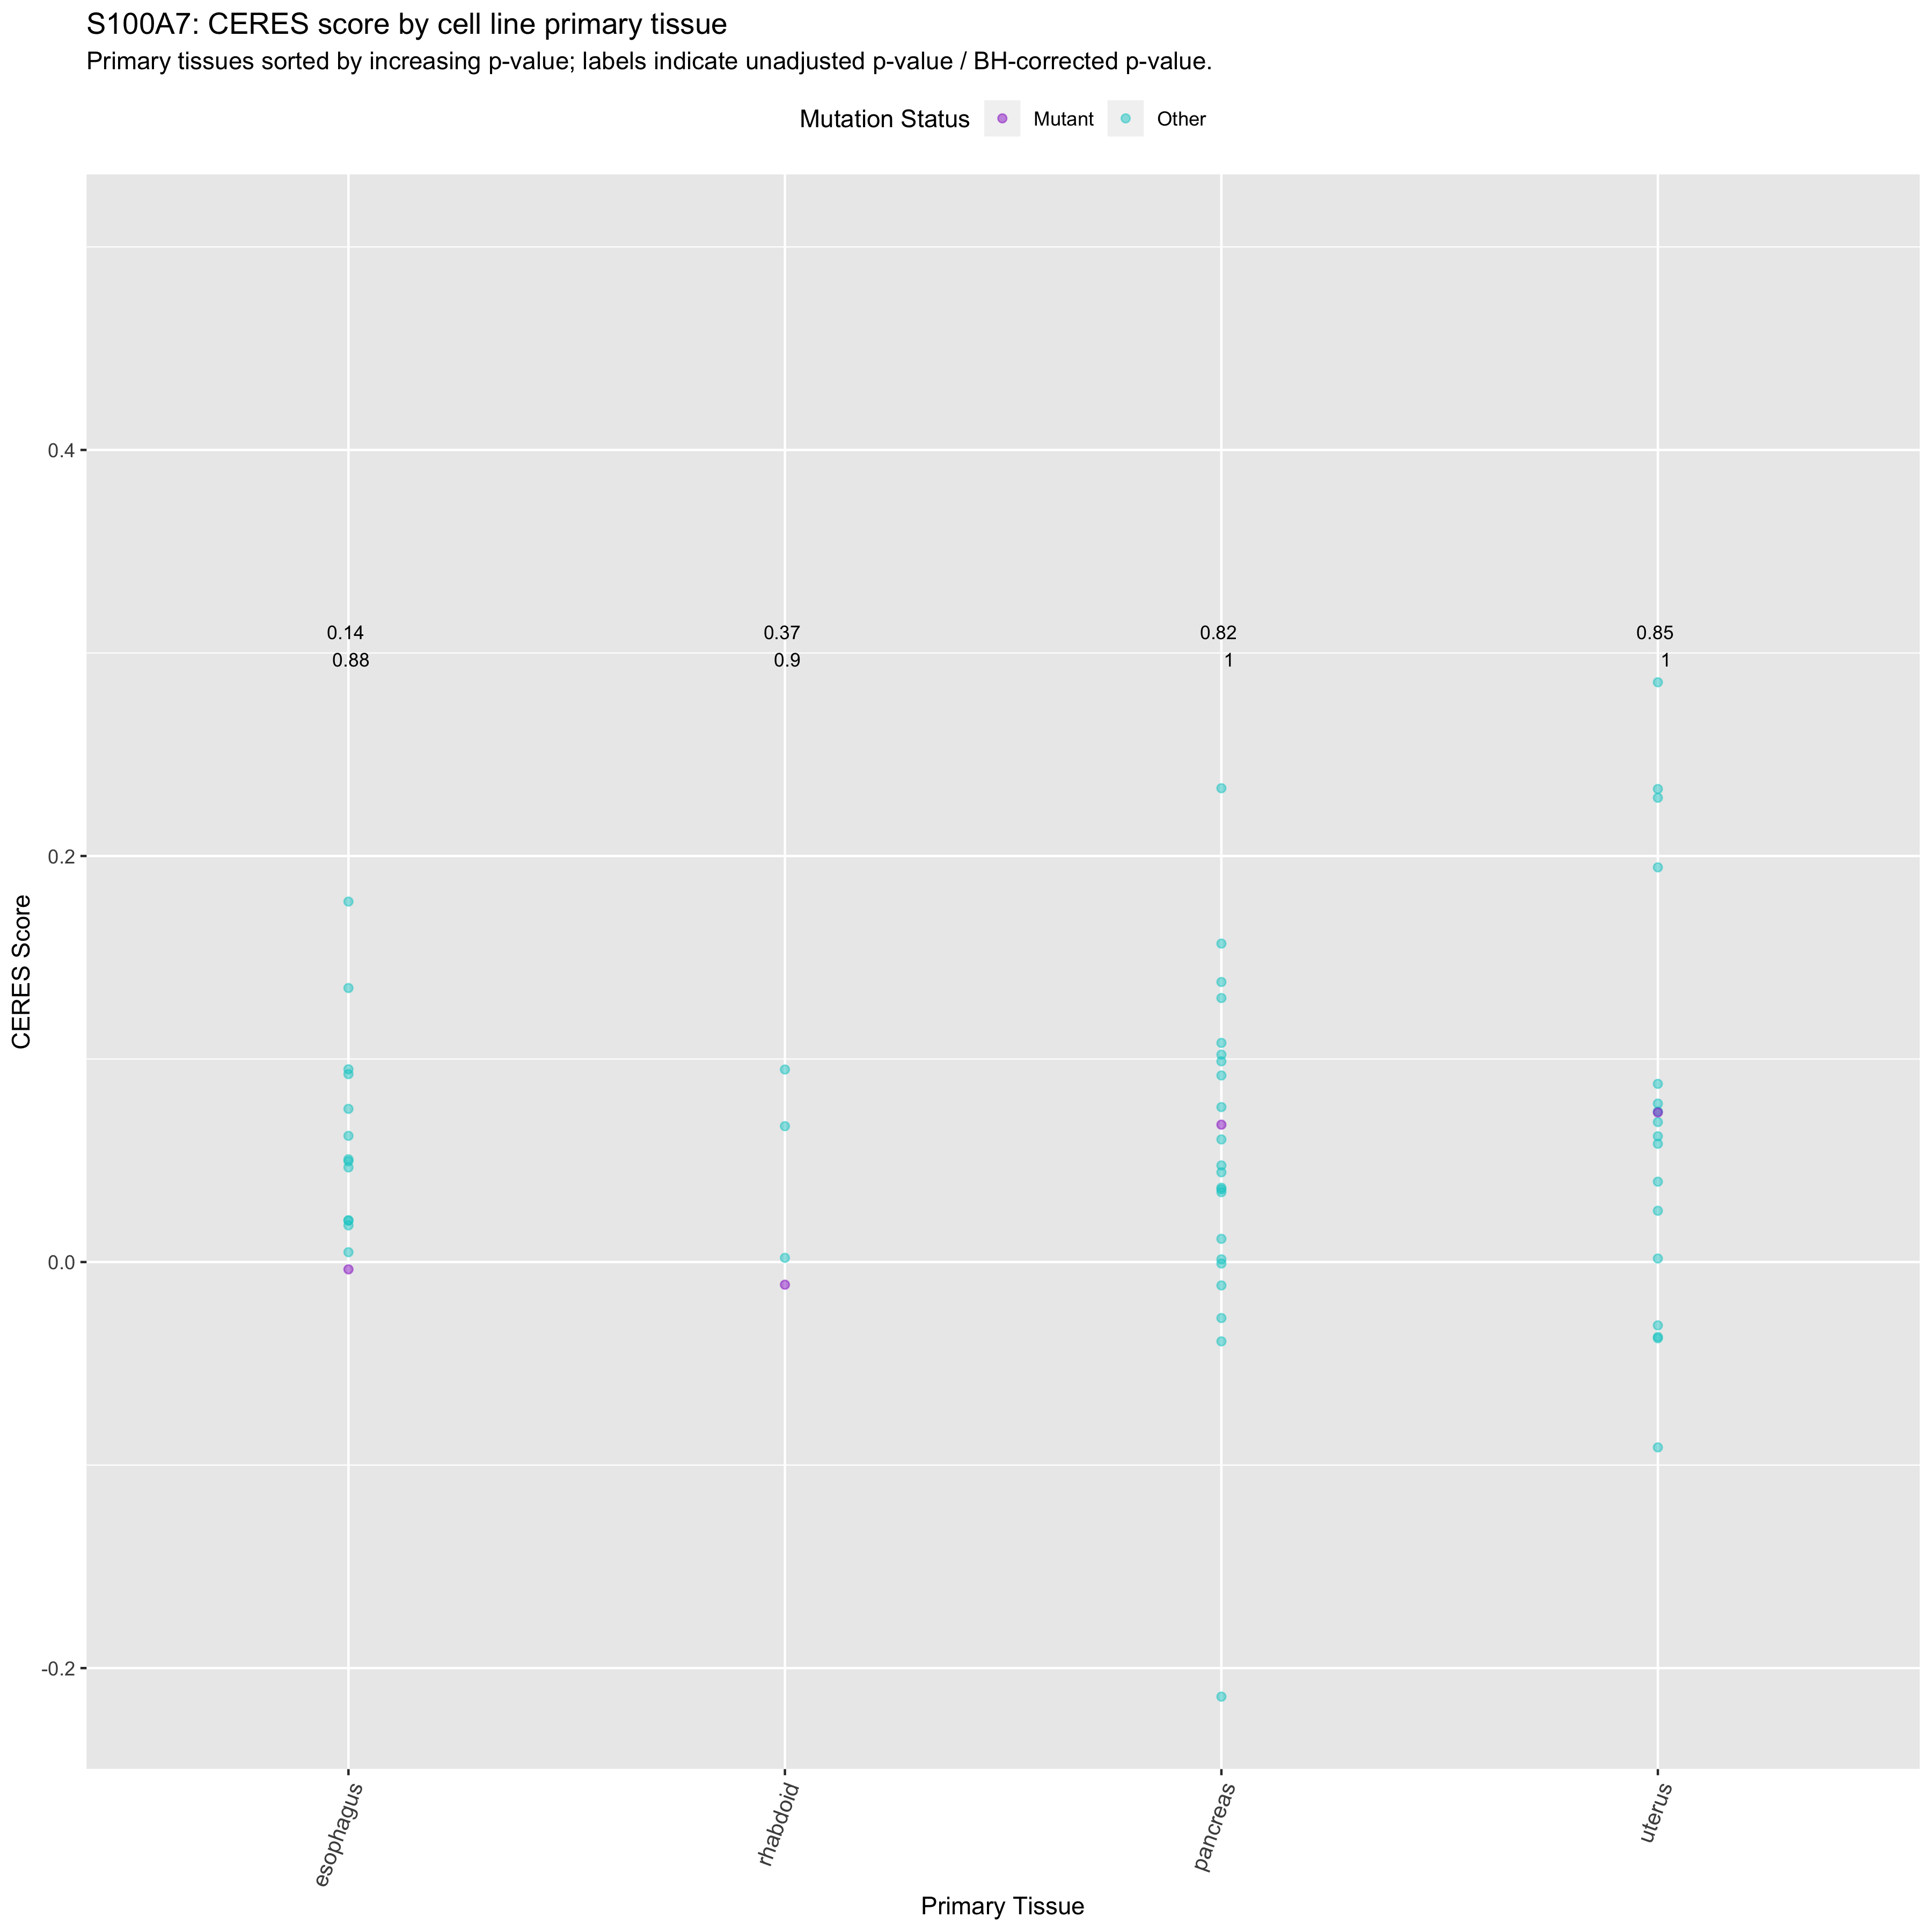 S100A7: CERES score by cell line primary tissue
Primary tissues sorted by increasing p-value; labels indicate unadjusted p-value / BH-corrected p-value.
Mutation Status Mutant Other
0.4
0.14 0.37 0.82 0.85
0.88 0.9 1 1
0.2
CERES Score
0.0
-0.2
esophagus rhabdoid pancreas uterus
Primary Tissue